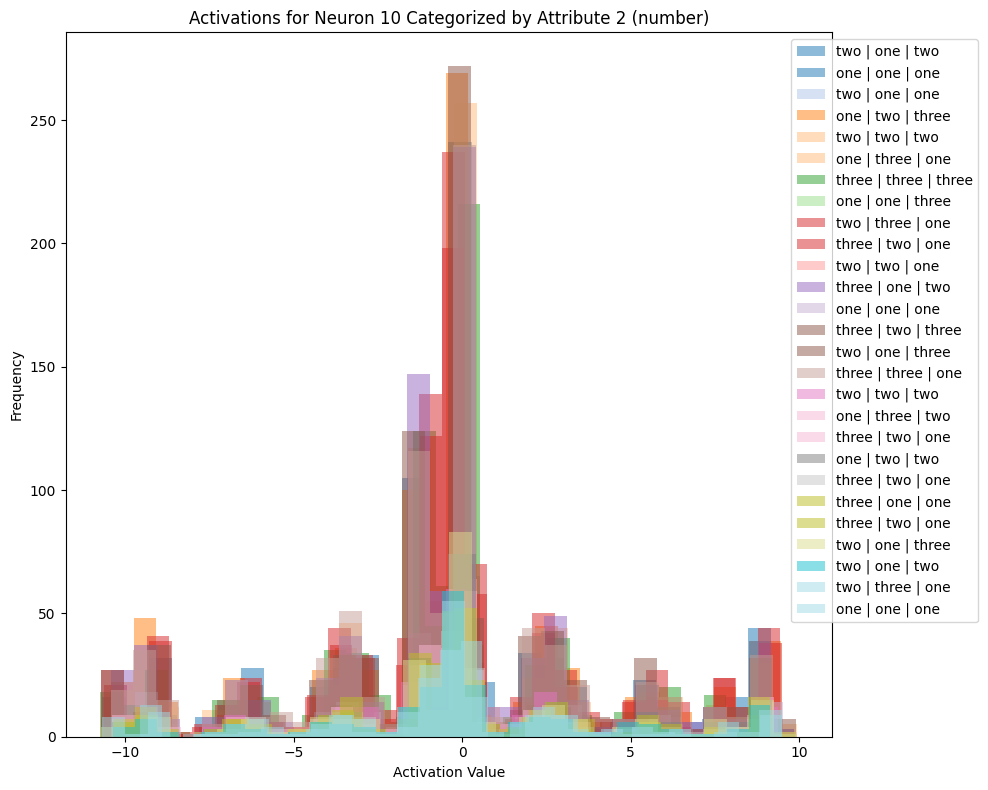 Activations for Neuron 10 Categorized by Attribute 2 (number)
two | one | two
one | one | one
two | one | one
one | two | three
two | two | two
one | three | one
three | three | three
one | one | three
two | three | one
three | two | one
two | two | one
three | one | two
one | one | one
three | two | three
two | one | three
three | three | one
two | two | two
one | three | two
three | two | one
one | two | two
three | two | one
three | one | one
three | two | one
two | one | three
two | one | two
two | three | one
one | one | one
Frequency
250
200
150
100
50
0
−10 −5 0 5 10
Activation Value